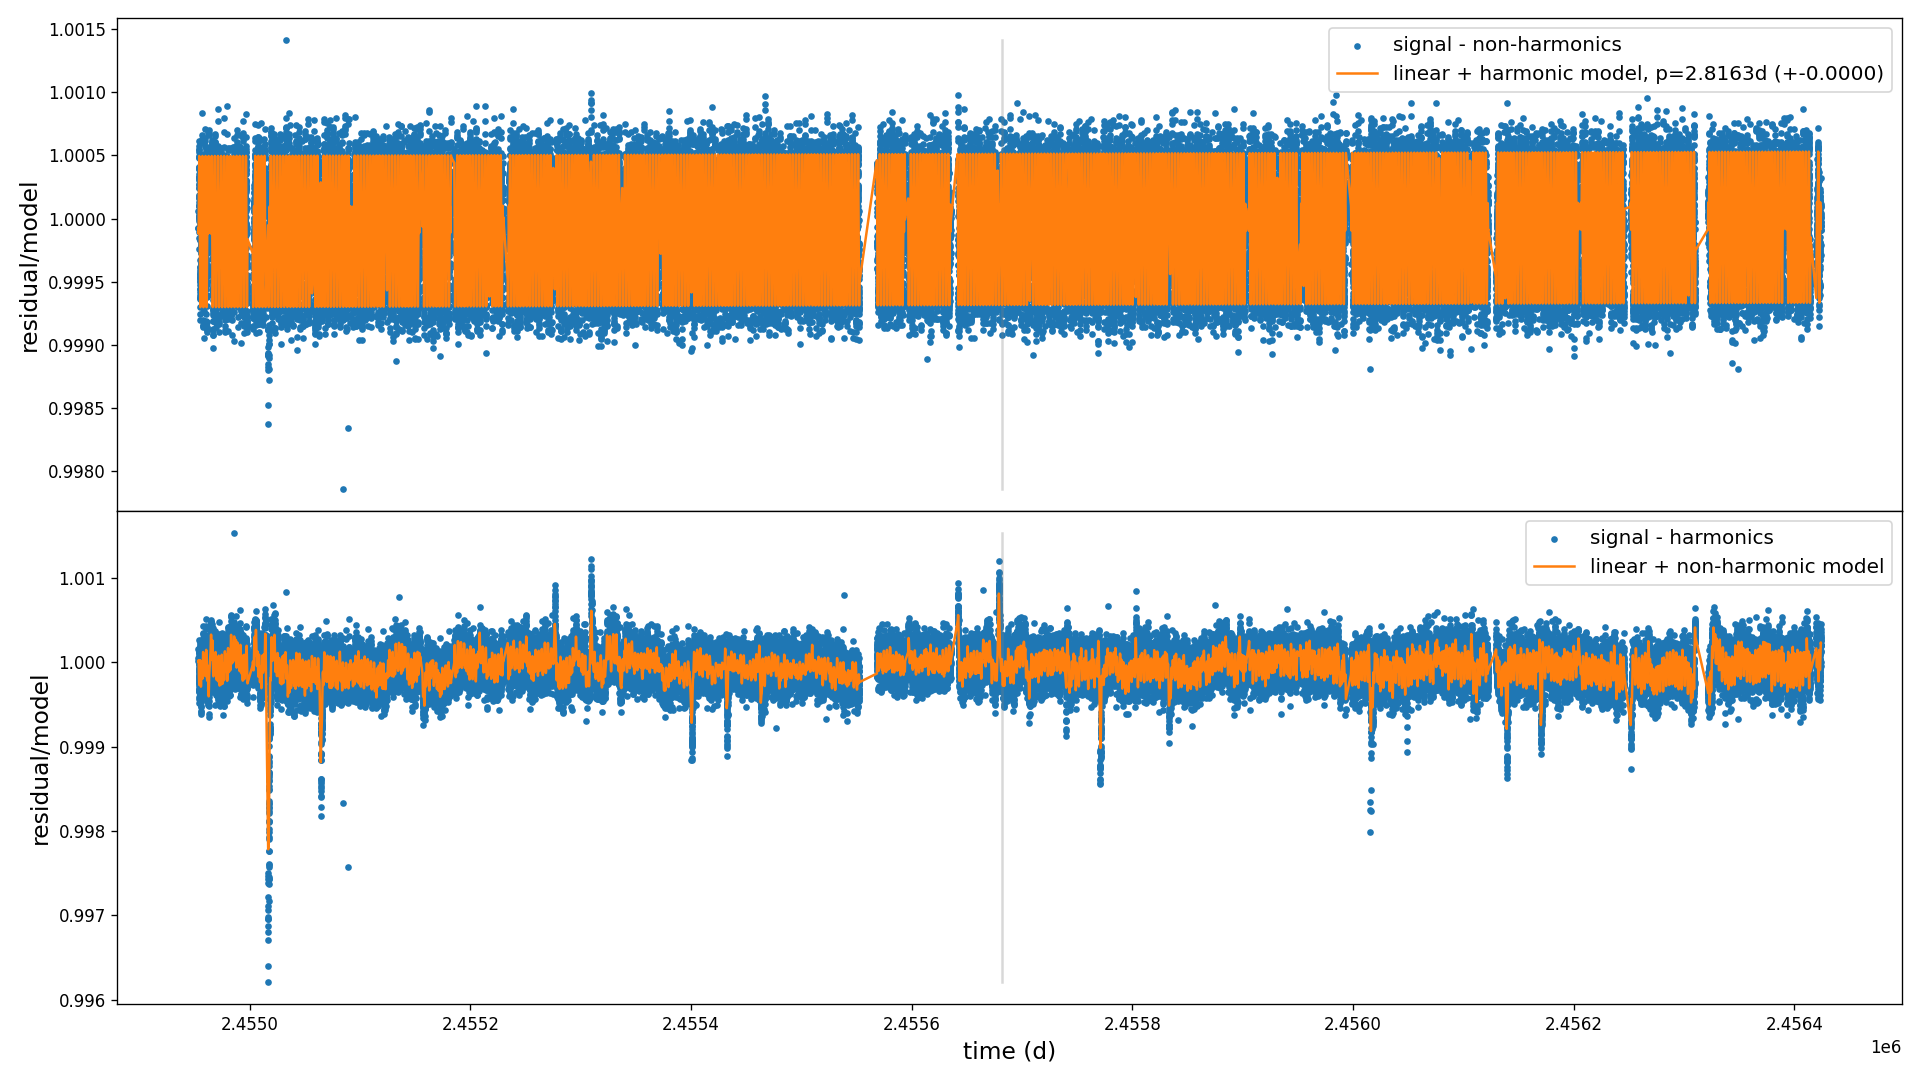 residual/model
1.0015
1.0010
1.0005
1.0000
0.9995
0.9990
0.9985
0.9980
signal - non-harmonics
linear + harmonic model, p=2.8163d (+-0.0000)
residual/model
1.001
1.000
0.999
0.998
0.997
0.996
signal - harmonics
linear + non-harmonic model
2.4550 2.4552 2.4554 2.4556 2.4558 2.4560 2.4562 2.4564
1e6
time (d)